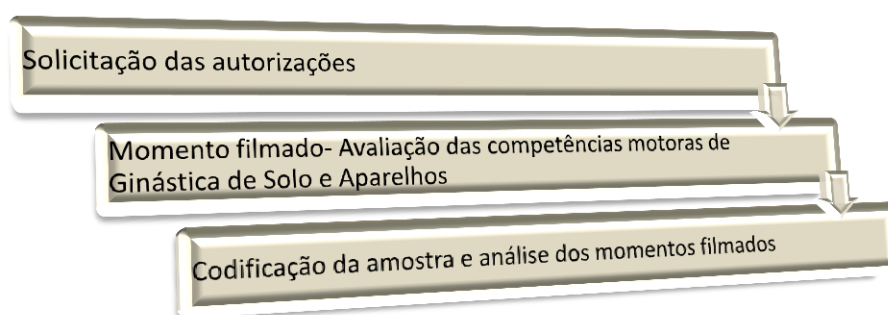 Solicitação das autorizações
Momento filmado- Avaliação das competências motoras de
Ginástica de Solo e Aparelhos
Codificação da amostra e análise dos momentos filmados